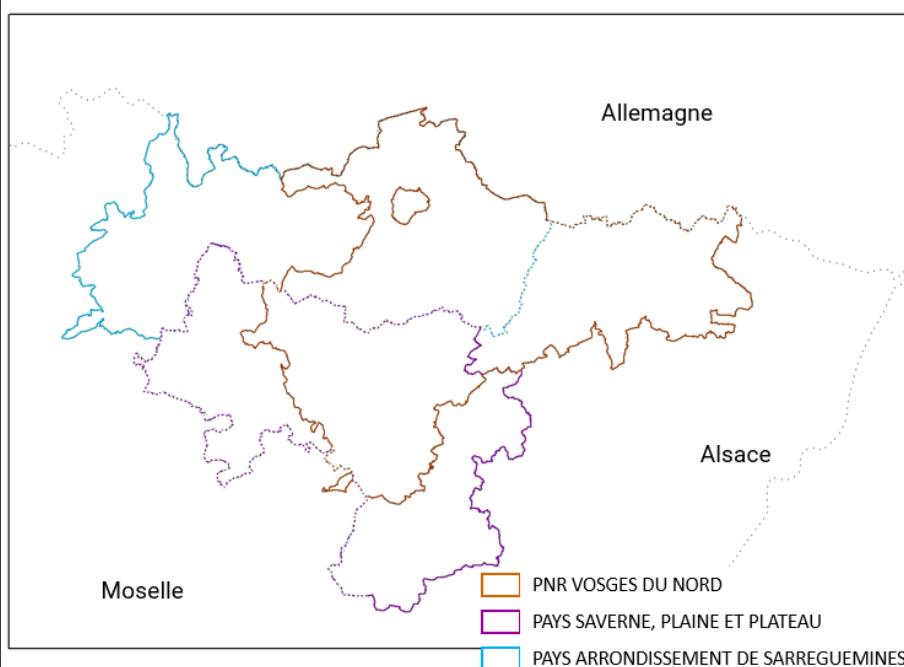 Allemagne
Alsace
Moselle
PNR VOSGES DU NORD
PAYS SAVERNE, PLAINE ET PLATEAU
PAYS ARRONDISSEMENT DE SARREGUEMINES